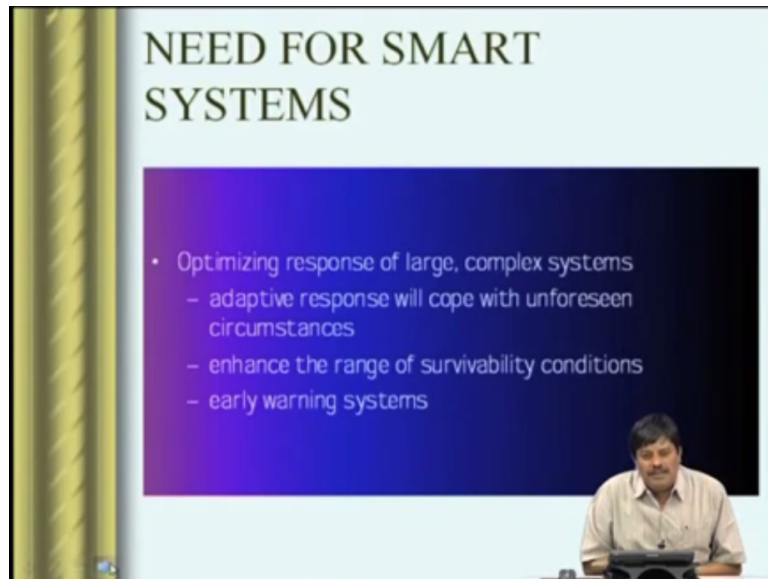 NEED FOR SMART
SYSTEMS
• Optimizing response of large, complex systems
– adaptive response will cope with unforeseen
circumstances
– enhance the range of survivability conditions
– early warning systems